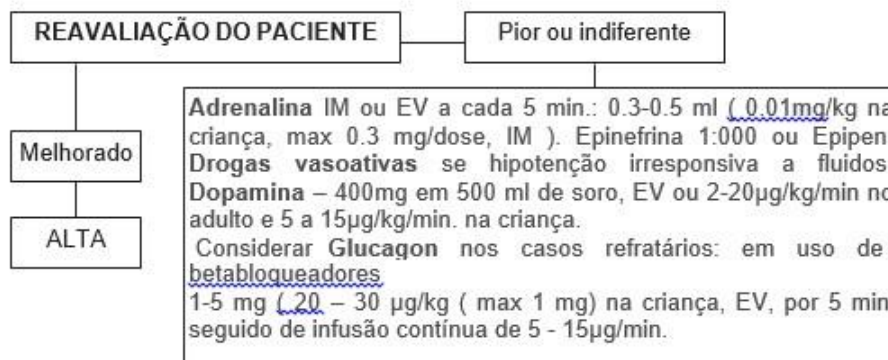 REAVALIAÇÃO DO PACIENTE
Pior ou indiferente
Melhorado
ALTA
Adrenalina IM ou EV a cada 5 min.: 0.3-0.5 ml ( 0.01mg/kg na
criança, max 0.3 mg/dose, IM ). Epinefrina 1:000 ou Epipen
Drogas vasoativas se hipotenção irresponsiva a fluidos
Dopamina – 400mg em 500 ml de soro, EV ou 2-20µg/kg/min no
adulto e 5 a 15µg/kg/min. na criança.
Considerar Glucagon nos casos refratários: em uso de
betabloqueadores
1-5 mg ( 20 – 30 µg/kg ( max 1 mg) na criança, EV, por 5 min
seguido de infusão contínua de 5 - 15µg/min.